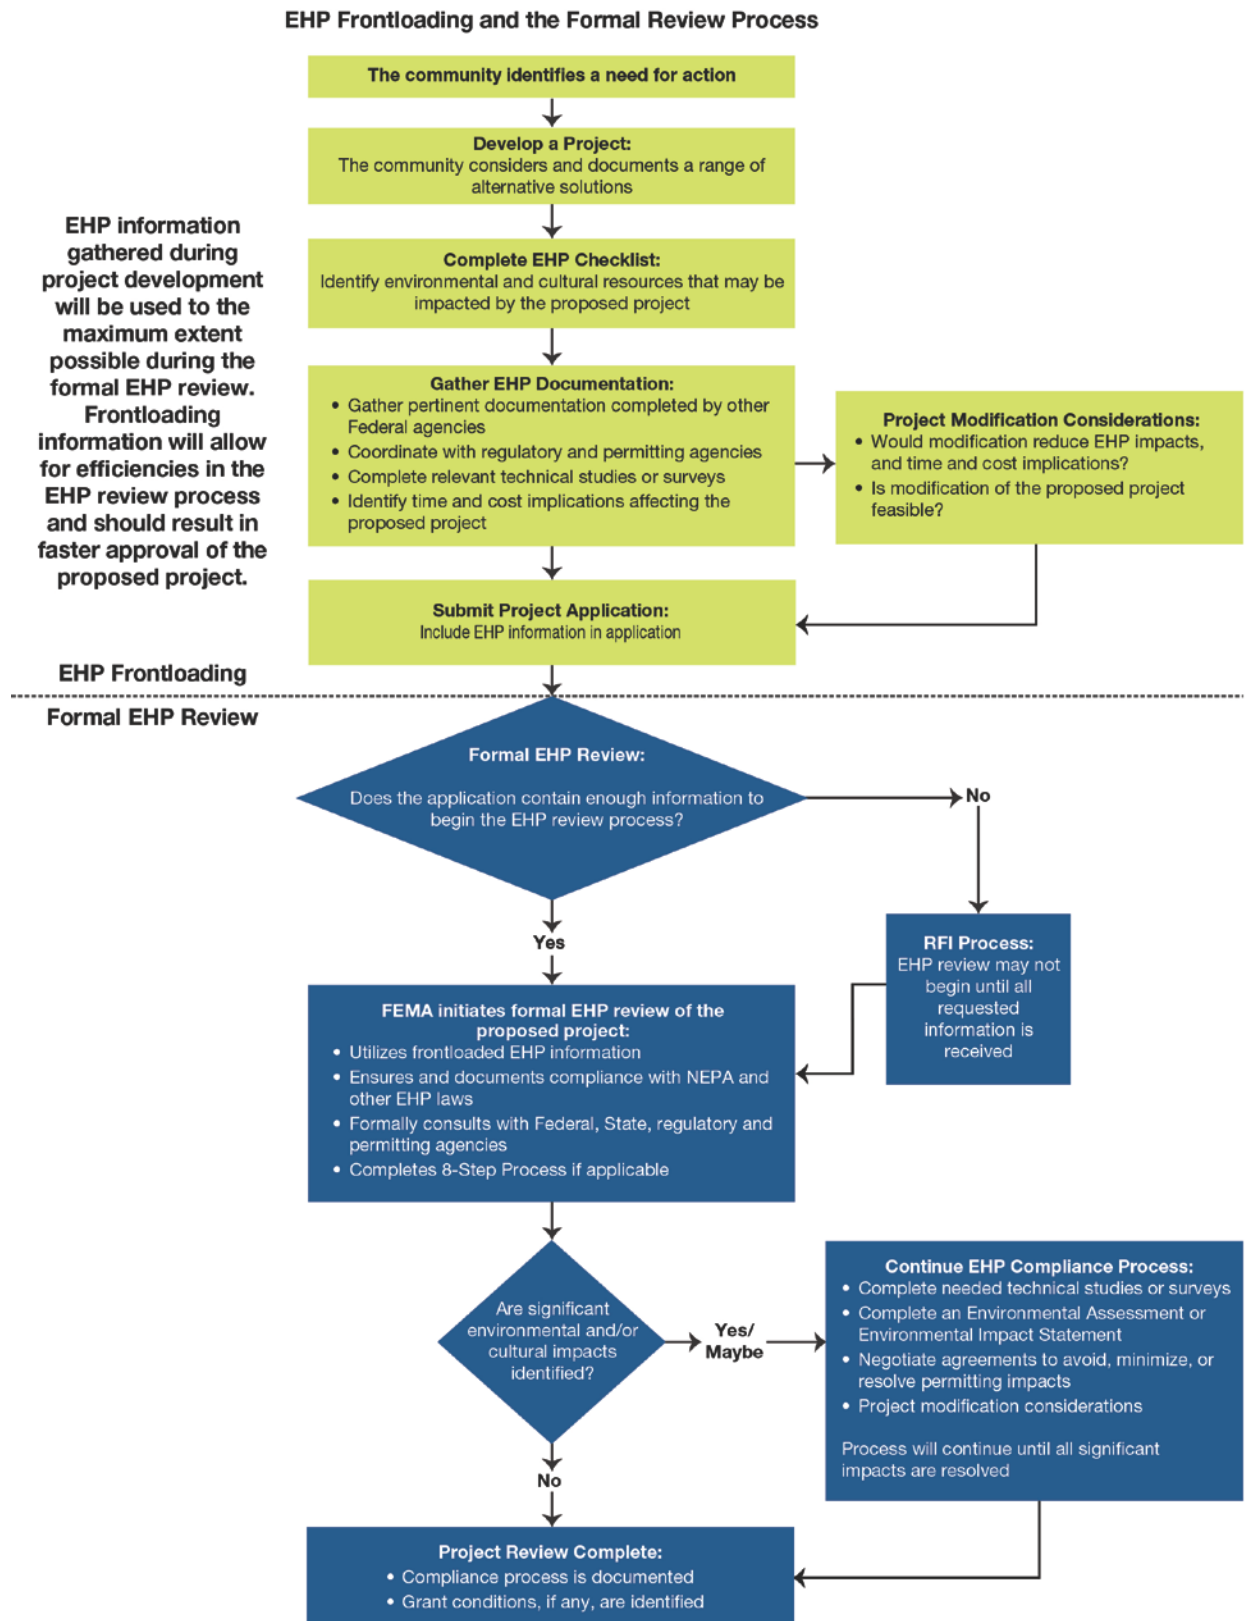 EHP Frontloading and the Formal Review Process
The community identifies a need for action
Develop a Project:
The community considers and documents a range of
alternative solutions
EHP information
gathered during
project development
will be used to the
maximum extent
possible during the
formal EHP review.
Frontloading
information will allow
for efficiencies in the
EHP review process
and should result in
faster approval of the
proposed project.
Complete EHP Checklist:
Identify environmental and cultural resources that may be
impacted by the proposed project
Gather EHP Documentation:
• Gather pertinent documentation completed by other
Federal agencies
• Coordinate with regulatory and permitting agencies
• Complete relevant technical studies or surveys
• Identify time and cost implications affecting the
proposed project
Project Modification Considerations:
• Would modification reduce EHP impacts,
and time and cost implications?
• Is modification of the proposed project
feasible?
Submit Project Application:
Include EHP information in application
EHP Frontloading
Formal EHP Review
Formal EHP Review:
Does the application contain enough information to
begin the EHP review process?
No
Yes
RFI Process:
EHP review may not
begin until all
requested
information is
received
FEMA initiates formal EHP review of the
proposed project:
• Utilizes frontloaded EHP information
• Ensures and documents compliance with NEPA and
other EHP laws
• Formally consults with Federal, State, regulatory and
permitting agencies
• Completes 8-Step Process if applicable
Are significant
environmental and/or
cultural impacts
identified?
Yes/
Maybe
Continue EHP Compliance Process:
• Complete needed technical studies or surveys
• Complete an Environmental Assessment or
Environmental Impact Statement
• Negotiate agreements to avoid, minimize, or
resolve permitting impacts
• Project modification considerations
Process will continue until all significant
impacts are resolved
No
Project Review Complete:
• Compliance process is documented
• Grant conditions, if any, are identified